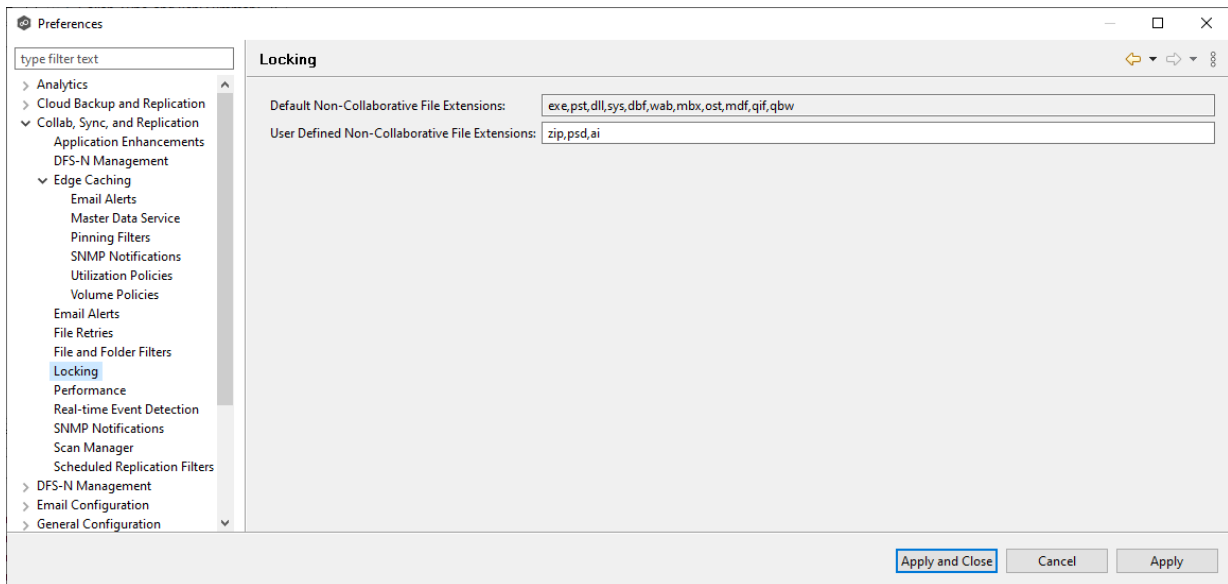 Preferences
type filter text
Analytics
Cloud Backup and Replication
Collab, Sync, and Replication
Application Enhancements
DFS-N Management
Edge Caching
Email Alerts
Master Data Service
Pinning Filters
SNMP Notifications
Utilization Policies
Volume Policies
Email Alerts
File Retries
File and Folder Filters
Locking
Performance
Real-time Event Detection
SNMP Notifications
Scan Manager
Scheduled Replication Filters
DFS-N Management
Email Configuration
General Configuration
Locking
Default Non-Collaborative File Extensions: exe,pst,dll,sys,dbf,wab,mbx,ost,mdf,qif,qbw
User Defined Non-Collaborative File Extensions: zip,psd,ai
Apply and Close Cancel Apply